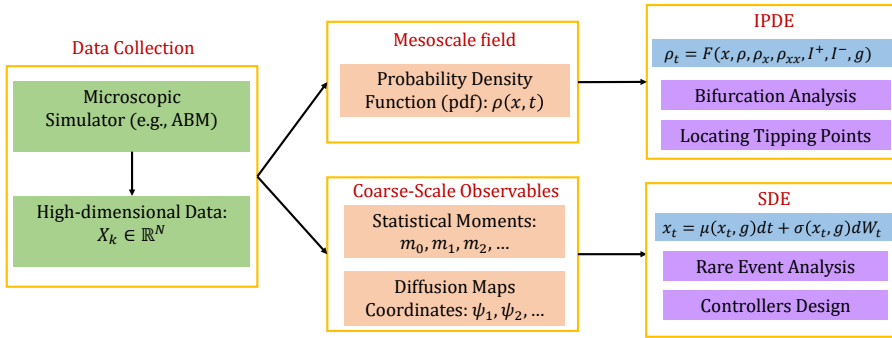 Data Collection
Microscopic
Simulator (e.g., ABM)
High-dimensional Data:
X_k ∈ ℝ^N
Mesoscale field
Probability Density
Function (pdf): ρ(x, t)
Coarse-Scale Observables
Statistical Moments:
m_0, m_1, m_2, …
Diffusion Maps
Coordinates: ψ_1, ψ_2, …
IPDE
ρ_t = F(x, ρ, ρ_x, ρ_xx, I^+, I^-, g)
Bifurcation Analysis
Locating Tipping Points
SDE
x_t = μ(x_t, g)dt + σ(x_t, g)dW_t
Rare Event Analysis
Controllers Design